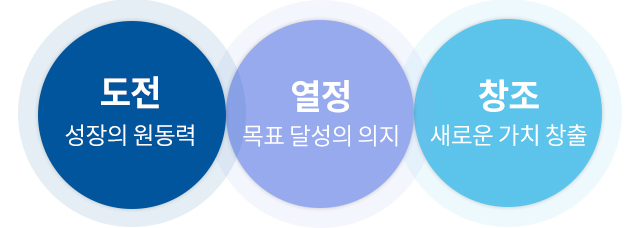 도전
성장의 원동력
열정
목표 달성의 의지
창조
새로운 가치 창출